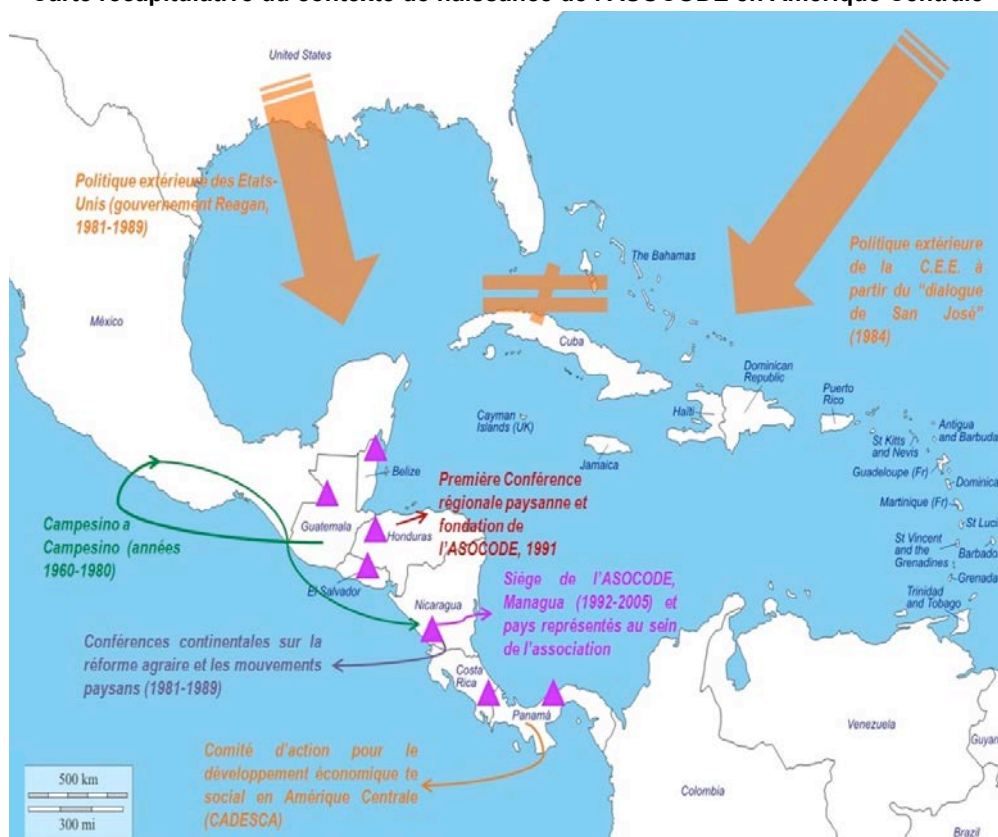 Carte récapitulative du contexte de naissance de l'ASOCODE en Amérique Centrale
United States
Politique extérieure des Etats-
Unis (gouvernement Reagan,
1981-1989)
The Bahamas
Politique extérieure
de la C.E.E. à
partir du “dialogue
de San José”
(1984)
México
Cuba
Cayman
Islands (UK)
Jamaica
Haïti
Dominican
Republic
Puerto
Rico
St Kitts
and Nevis
Antigua
and Barbuda
Guadeloupe (Fr)
Dominica
Martinique (Fr)
St Luci
St Vincent
and the
Grenadines
Barbado
Grenada
Trinidad
and Tobago
Belize
Guatemala
Honduras
El Salvador
Nicaragua
Costa
Rica
Panamá
Première Conférence
régionale paysanne et
fondation de
l'ASOCODE, 1991
Campesino a
Campesino (années
1960-1980)
Siège de l'ASOCODE,
Managua (1992-2005) et
pays représentés au sein
de l'association
Conférences continentales sur la
réforme agraire et les mouvements
paysans (1981-1989)
Comité d'action pour le
développement économique te
social en Amérique Centrale
(CADESCA)
Venezuela
Guyan
Colombia
Brazil
500 km
300 mi